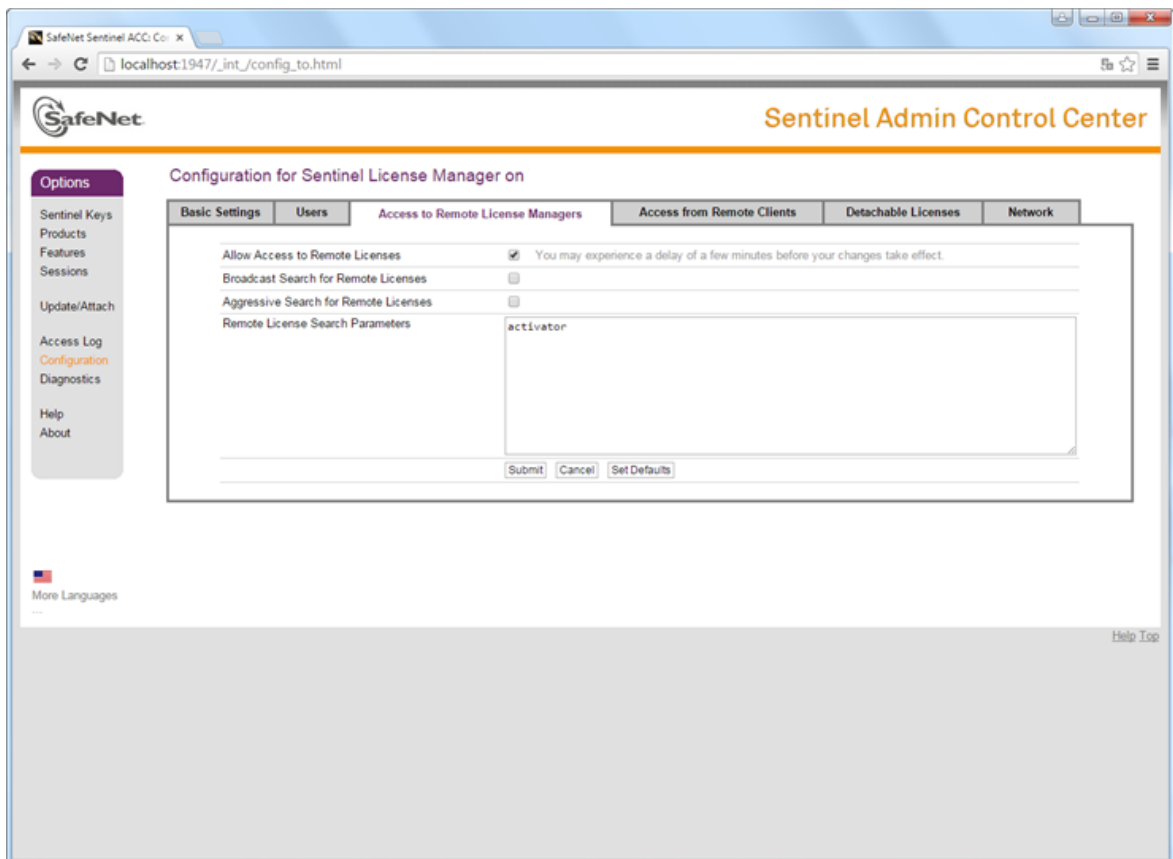 SafeNet Sentinel ACC: Co
localhost:1947/_int_/config_to.html
SafeNet.
Sentinel Admin Control Center
Options
Sentinel Keys
Products
Features
Sessions
Update/Attach
Access Log
Configuration
Diagnostics
Help
About
More Languages
...
Configuration for Sentinel License Manager on
Basic Settings Users Access to Remote License Managers Access from Remote Clients Detachable Licenses Network
Allow Access to Remote Licenses You may experience a delay of a few minutes before your changes take effect.
Broadcast Search for Remote Licenses
Aggressive Search for Remote Licenses
Remote License Search Parameters activator
Submit Cancel Set Defaults
Help Top